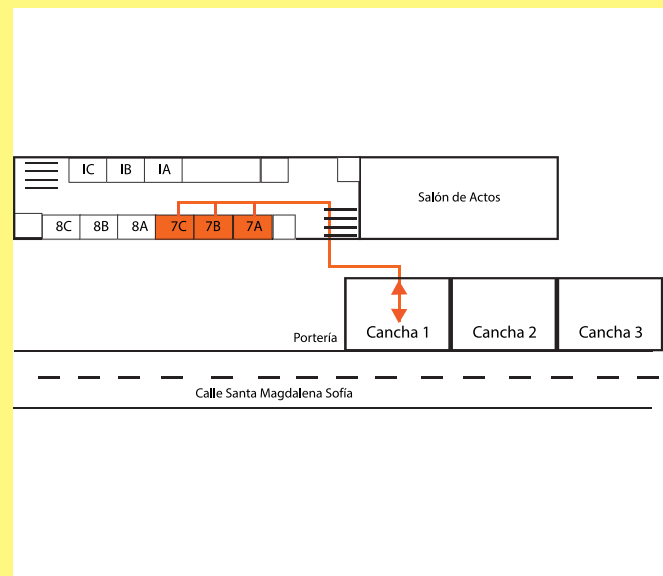 IC IB IA
Salón de Actos
8C 8B 8A 7C 7B 7A
Cancha 1 Cancha 2 Cancha 3
Portería
Calle Santa Magdalena Sofía